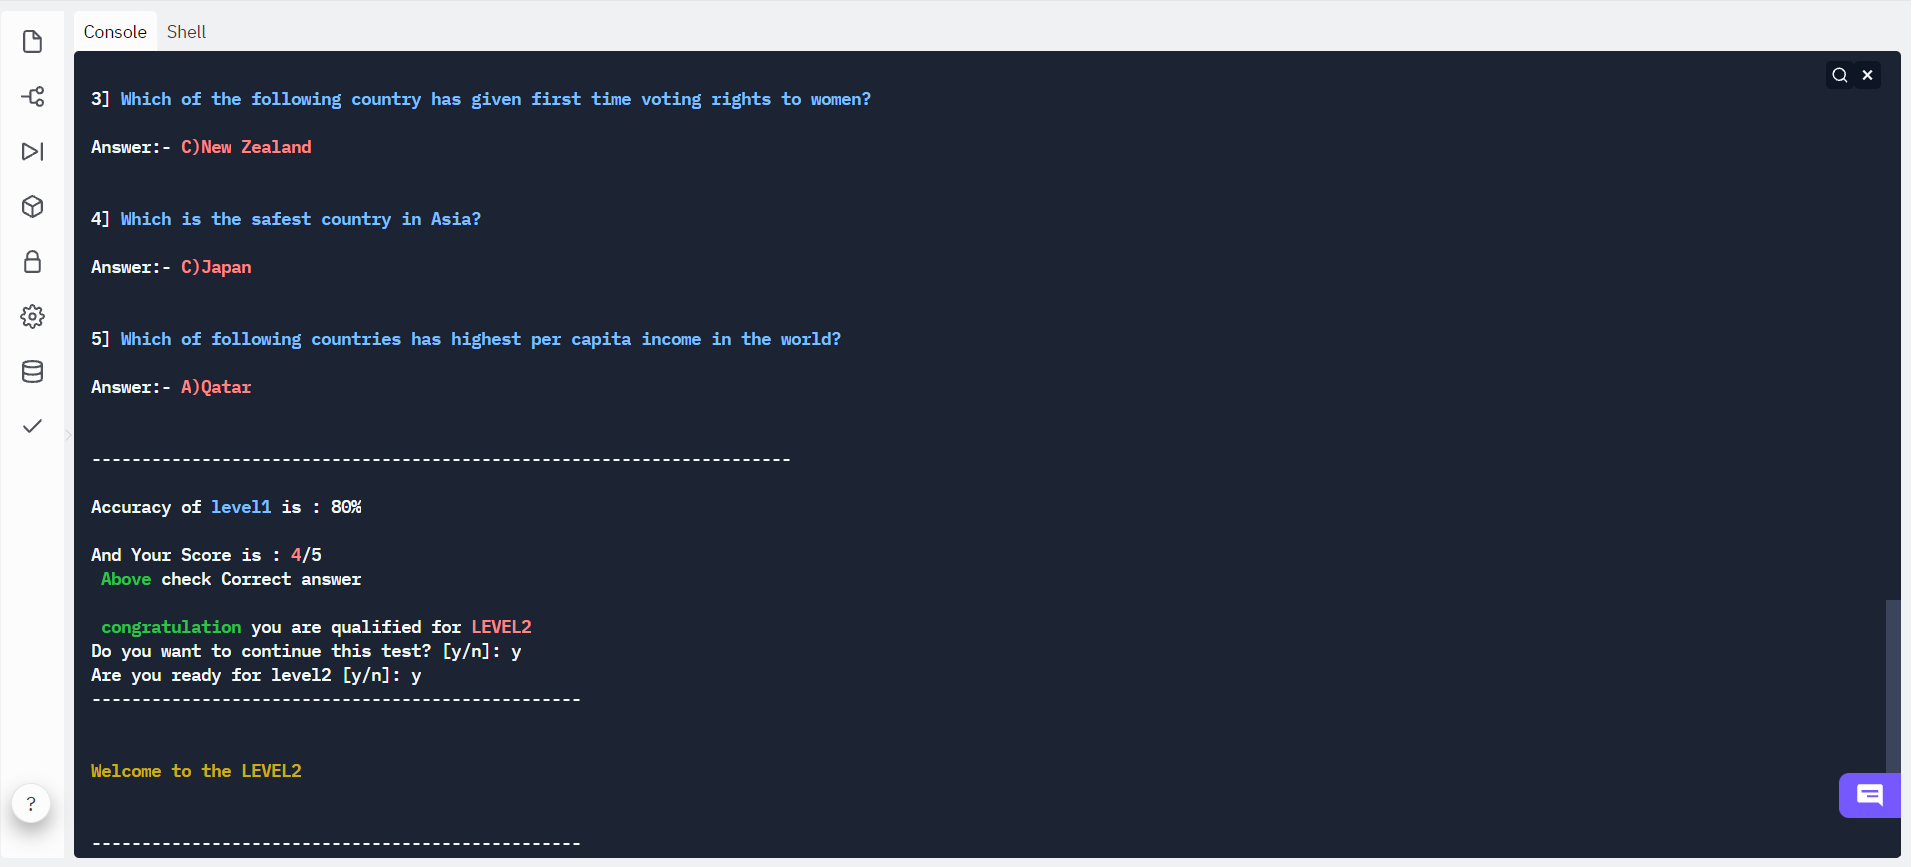 Console Shell
3] Which of the following country has given first time voting rights to women?
Answer:- C)New Zealand
4] Which is the safest country in Asia?
Answer:- C)Japan
5] Which of following countries has highest per capita income in the world?
Answer:- A)Qatar
----------------------------------------------------------------------
Accuracy of level1 is : 80%
And Your Score is : 4/5
Above check Correct answer
congratulation you are qualified for LEVEL2
Do you want to continue this test? [y/n]: y
Are you ready for level2 [y/n]: y
-------------------------------------------------
Welcome to the LEVEL2
-------------------------------------------------
?